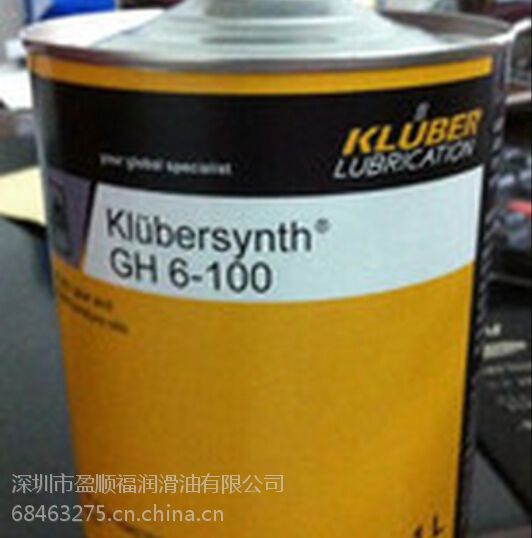 KLÜBER
LUBRICATION
your global specialist
Klübersynth®
GH 6-100
深圳市盈顺福润滑油有限公司
68463275.cn.china.cn
1 L